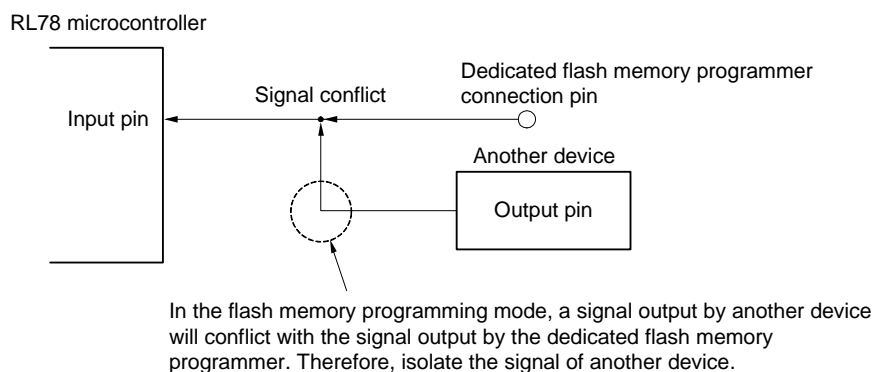 RL78 microcontroller
Dedicated flash memory programmer
connection pin
Signal conflict
Input pin
Another device
Output pin
In the flash memory programming mode, a signal output by another device
will conflict with the signal output by the dedicated flash memory
programmer. Therefore, isolate the signal of another device.